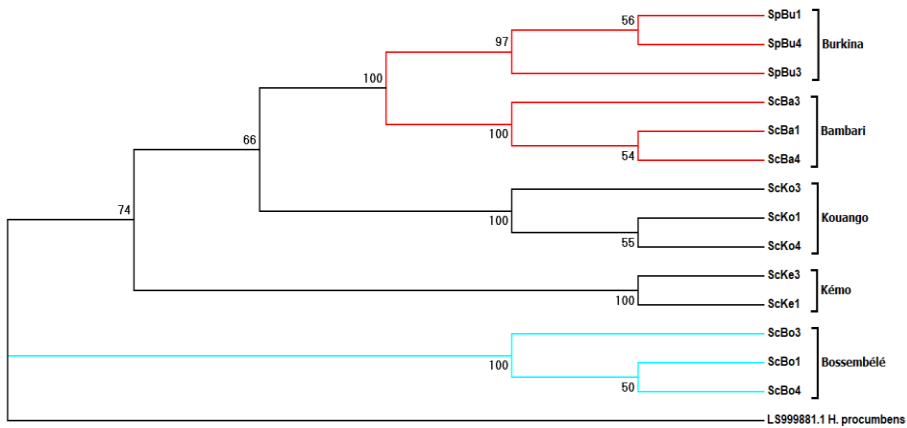 SpBu1
56
SpBu4
Burkina
97
SpBu3
100
ScBa3
ScBa1
Bambari
100
54
ScBa4
66
ScKo3
ScKo1
Kouango
100
55
ScKo4
74
ScKe3
Kémo
100
ScKe1
ScBo3
ScBo1
Bossembélé
100
50
ScBo4
LS999881.1 H. procumbens